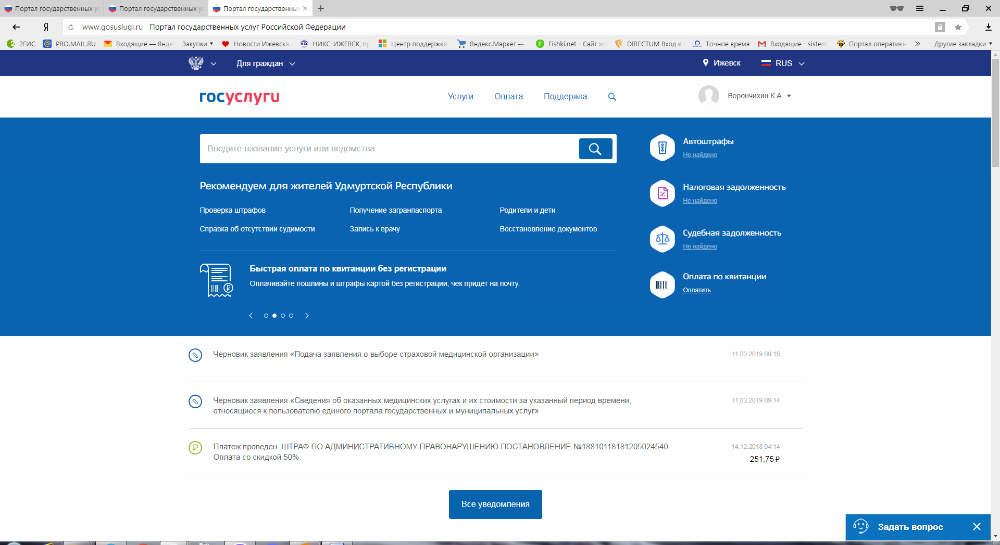 Портал государственных ус
Портал государственных ус
Портал государственных
www.gosuslugi.ru Портал государственных услуг Российской Федерации
2ГИС
PRO.MAIL.RU
Входящие — Янде
Закупки
Новости Ижевска
НИКС-ИЖЕВСК, пр
Центр поддержки
Яндекс.Маркет —
Fishki.net - Сайт хо
DIRECTUM Вход в
Точное время
Входящие - sistem
Портал оперативн
Другие закладки
Для граждан
Ижевск
RUS
госуслуги
Услуги
Оплата
Поддержка
Ворончихин К.А.
Введите название услуги или ведомства
Рекомендуем для жителей Удмуртской Республики
Проверка штрафов
Получение загранпаспорта
Родители и дети
Справка об отсутствии судимости
Запись к врачу
Восстановление документов
Быстрая оплата по квитанции без регистрации
Оплачивайте пошлины и штрафы картой без регистрации, чек придет на почту.
Автоштрафы
Не найдено
Налоговая задолженность
Не найдено
Судебная задолженность
Не найдено
Оплата по квитанции
Оплатить
Черновик заявления «Подача заявления о выборе страховой медицинской организации»
11.03.2019 09:15
Черновик заявления «Сведения об оказанных медицинских услугах и их стоимости за указанный период времени,
относящиеся к пользователю единого портала государственных и муниципальных услуг»
11.03.2019 09:14
Платеж проведен. ШТРАФ ПО АДМИНИСТРАТИВНОМУ ПРАВОНАРУШЕНИЮ ПОСТАНОВЛЕНИЕ №18810118181205024540.
Оплата со скидкой 50%
14.12.2018 04:14
251,75 ₽
Все уведомления
Задать вопрос